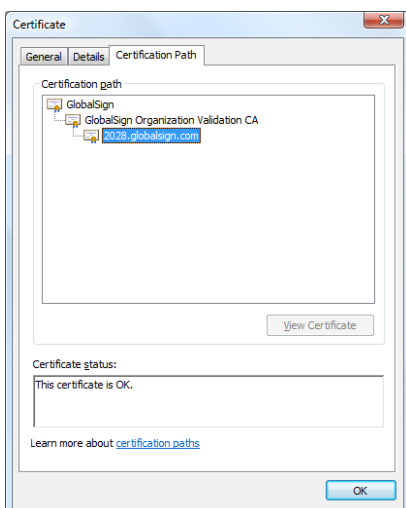 Certificate
General Details Certification Path
Certification path
GlobalSign
GlobalSign Organization Validation CA
2028.globalsign.com
View Certificate
Certificate status:
This certificate is OK.
Learn more about certification paths
OK